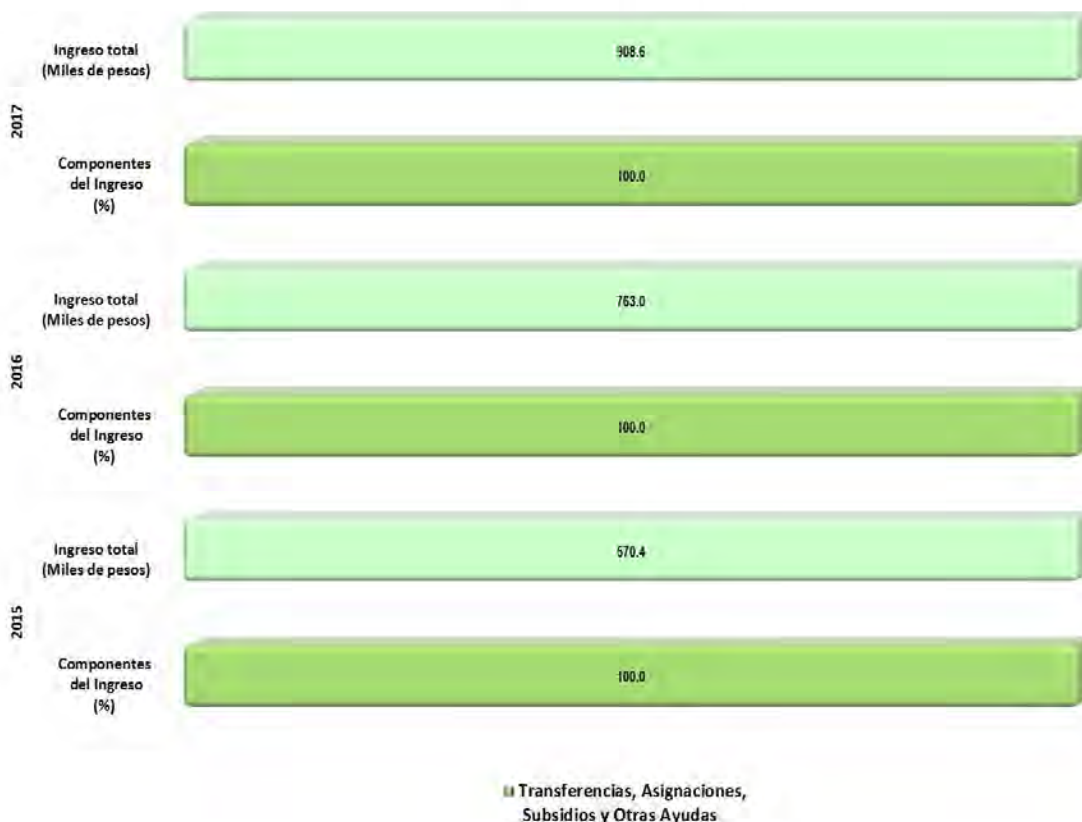 2017
Ingreso total
(Miles de pesos)
908.6
Componentes
del Ingreso
(%)
100.0
2016
Ingreso total
(Miles de pesos)
763.0
Componentes
del Ingreso
(%)
100.0
2015
Ingreso total
(Miles de pesos)
Componentes
del Ingreso
(%)
100.0
Transferencias, Asignaciones,
Subsidios y Otras Ayudas